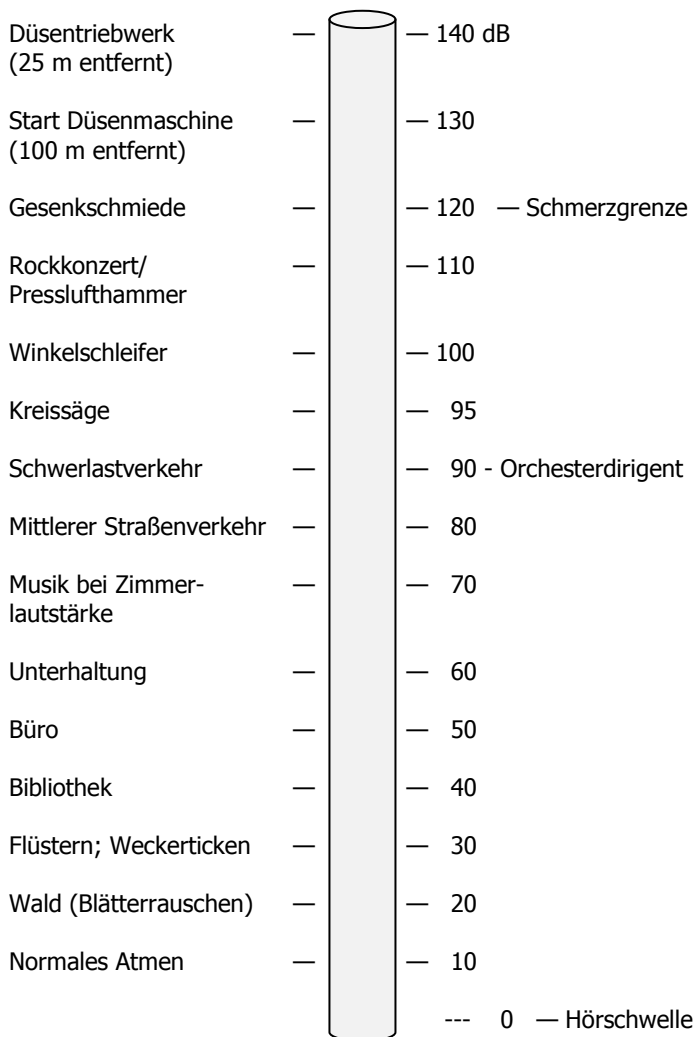 Düsentriebwerk — — 140 dB
(25 m entfernt)
Start Düsenmaschine — — 130
(100 m entfernt)
Gesenkschmiede — — 120 — Schmerzgrenze
Rockkonzert/ — — 110
Presslufthammer
Winkelschleifer — — 100
Kreissäge — — 95
Schwerlastverkehr — — 90 - Orchesterdirigent
Mittlerer Straßenverkehr — — 80
Musik bei Zimmer- — — 70
lautstärke
Unterhaltung — — 60
Büro — — 50
Bibliothek — — 40
Flüstern; Weckerticken — — 30
Wald (Blätterrauschen) — — 20
Normales Atmen — — 10
--- 0 — Hörschwelle